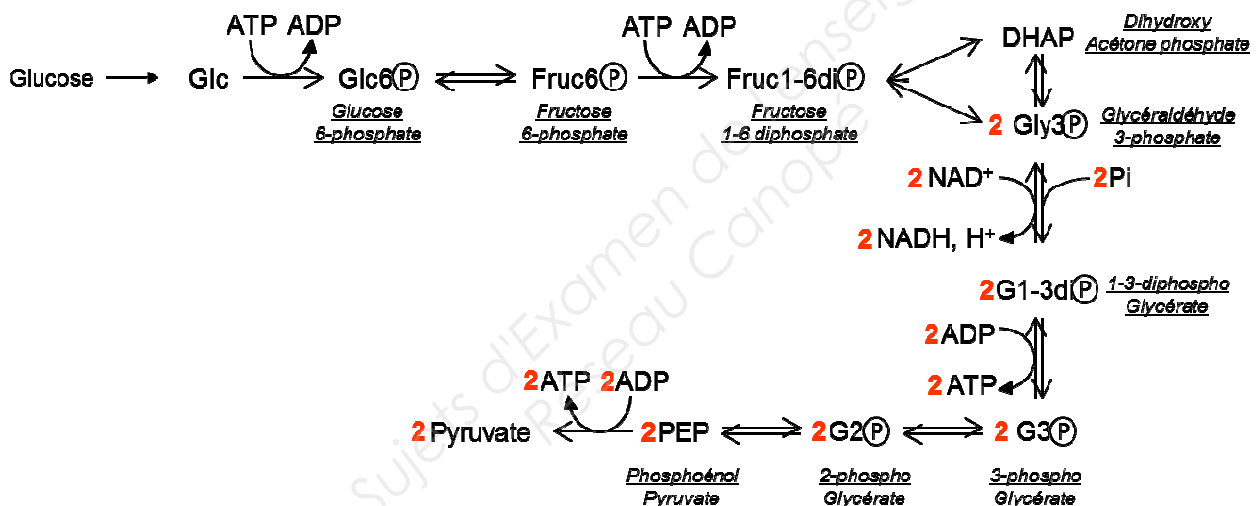 ATP ADP
ATP ADP
DHAP
Dihydroxy
Acétone phosphate
Glucose
Glc
Glc6P
Fruc6P
Fruc1-6diP
Glucose
6-phosphate
Fructose
6-phosphate
Fructose
1-6 diphosphate
2 Gly3P
Glycéraldéhyde
3-phosphate
2 NAD+
2Pi
2 NADH, H+
2G1-3diP
1-3-diphospho
Glycérate
2ADP
2 ATP
2ATP 2ADP
2 Pyruvate
2PEP
2G2P
2 G3P
Phosphoénol
Pyruvate
2-phospho
Glycérate
3-phospho
Glycérate
Sujets d'Examen de l'enseig
Réseau Canopé